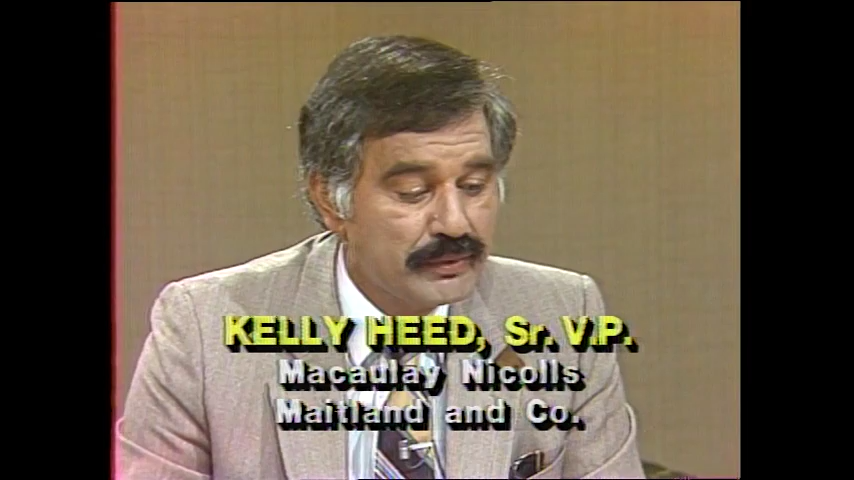 KELLY HEED, Sr. V.P.
Macaulay Nicolls
Maitland and Co.